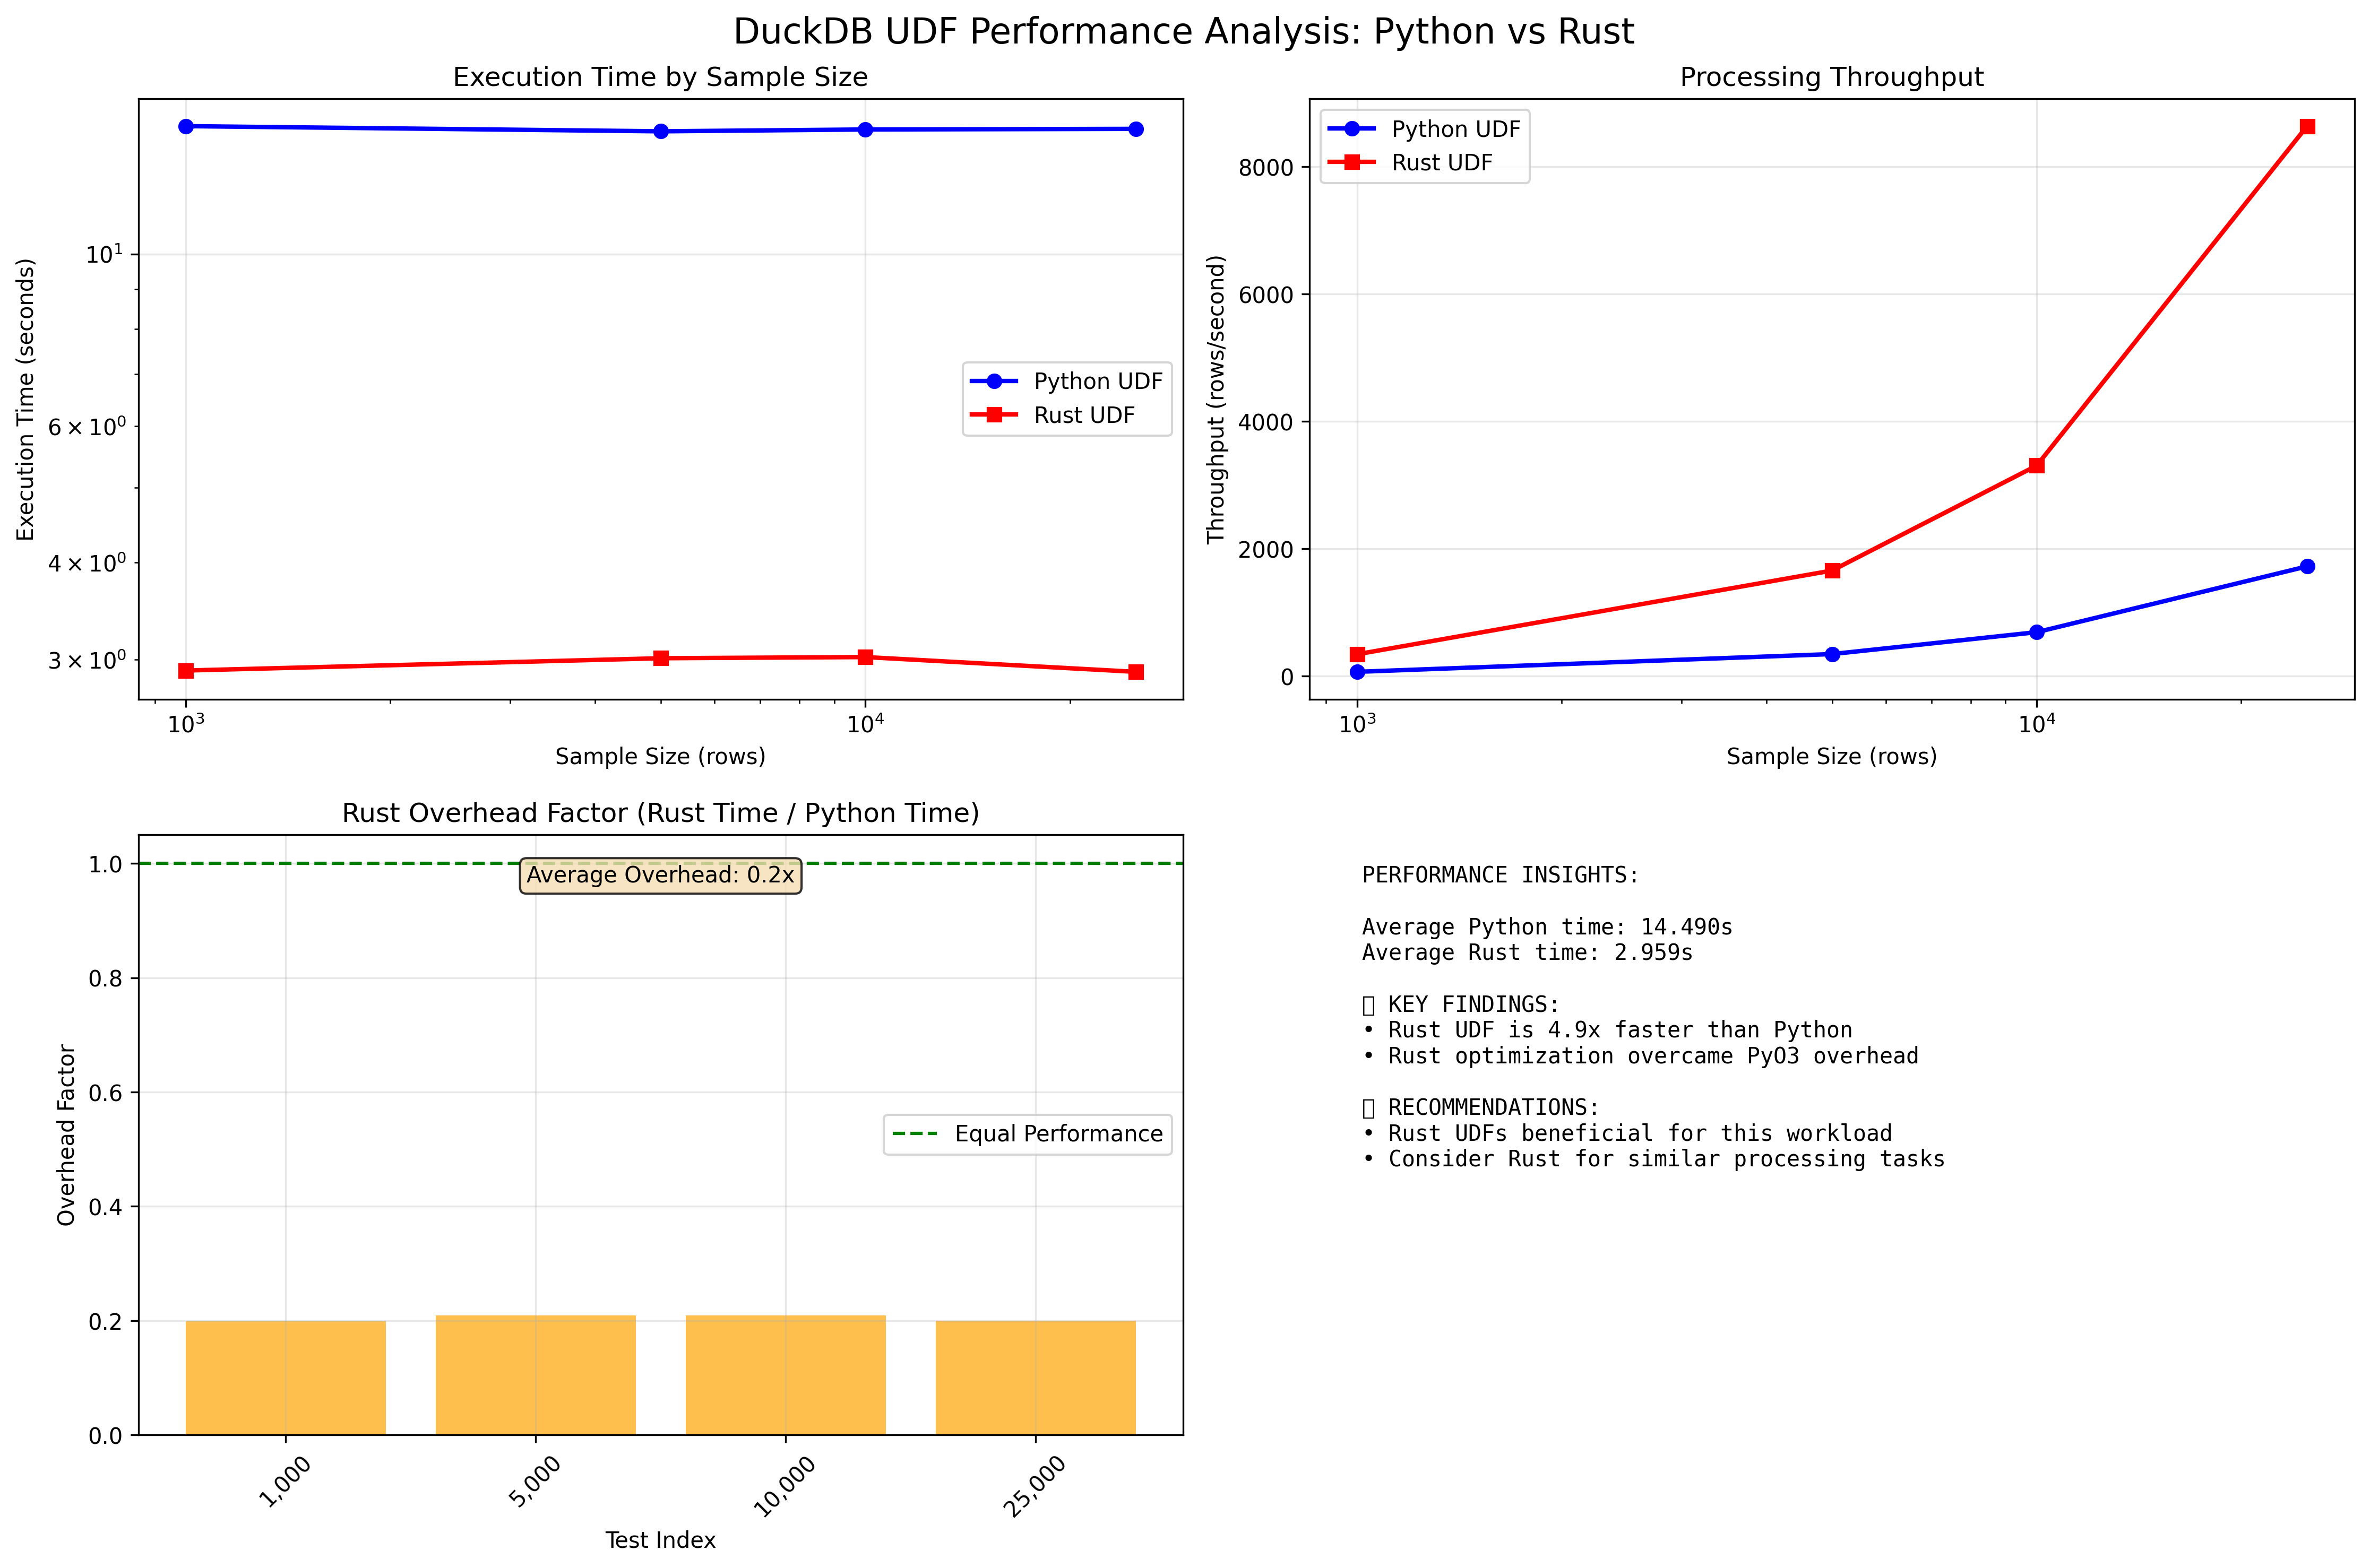 DuckDB UDF Performance Analysis: Python vs Rust
Execution Time by Sample Size
Execution Time (seconds)
10¹
6 × 10⁰
4 × 10⁰
3 × 10⁰
Python UDF
Rust UDF
10³
10⁴
Sample Size (rows)
Processing Throughput
Throughput (rows/second)
8000
6000
4000
2000
0
Python UDF
Rust UDF
10³
10⁴
Sample Size (rows)
Rust Overhead Factor (Rust Time / Python Time)
Overhead Factor
1.0
0.8
0.6
0.4
0.2
0.0
Average Overhead: 0.2x
Equal Performance
1,000
5,000
10,000
25,000
Test Index
PERFORMANCE INSIGHTS:
Average Python time: 14.490s
Average Rust time: 2.959s
▯ KEY FINDINGS:
• Rust UDF is 4.9x faster than Python
• Rust optimization overcame PyO3 overhead
▯ RECOMMENDATIONS:
• Rust UDFs beneficial for this workload
• Consider Rust for similar processing tasks